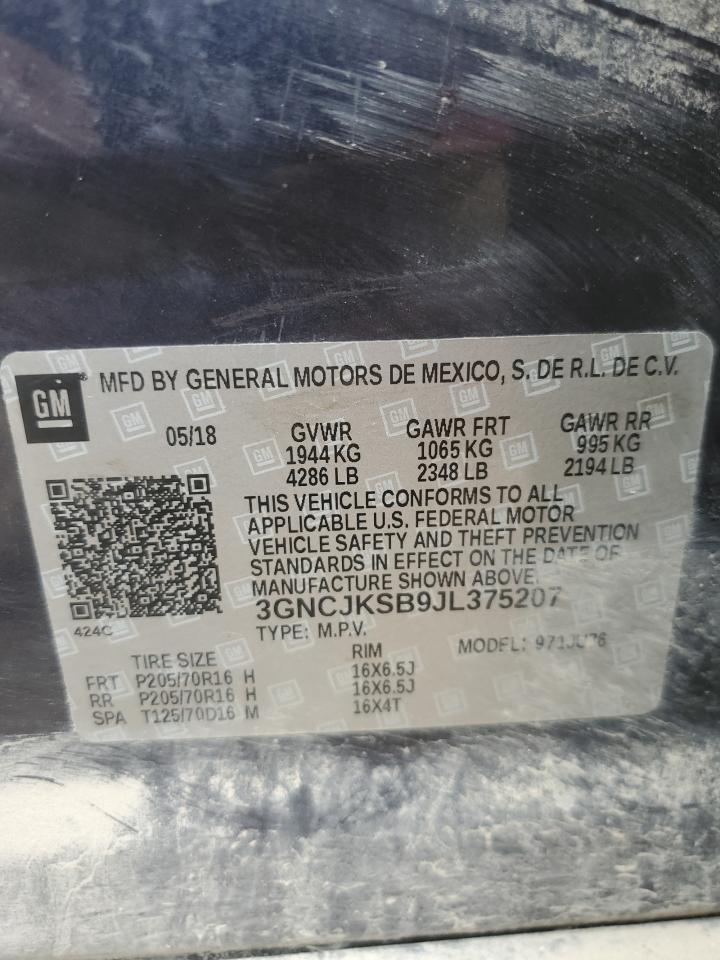 GM
MFD BY GENERAL MOTORS DE MEXICO, S. DE R.L. DE C.V.
05/18
GVWR GAWR FRT GAWR RR
1944 KG 1065 KG 995 KG
4286 LB 2348 LB 2194 LB
THIS VEHICLE CONFORMS TO ALL
APPLICABLE U.S. FEDERAL MOTOR
VEHICLE SAFETY AND THEFT PREVENTION
STANDARDS IN EFFECT ON THE DATE OF
MANUFACTURE SHOWN ABOVE.
3GNCJKSB9JL375207
424C
TYPE: M.P.V.
MODEL:
TIRE SIZE RIM
FRT P205/70R16 H 16X6.5J
RR P205/70R16 H 16X6.5J
SPA T125/70D16 M 16X4T